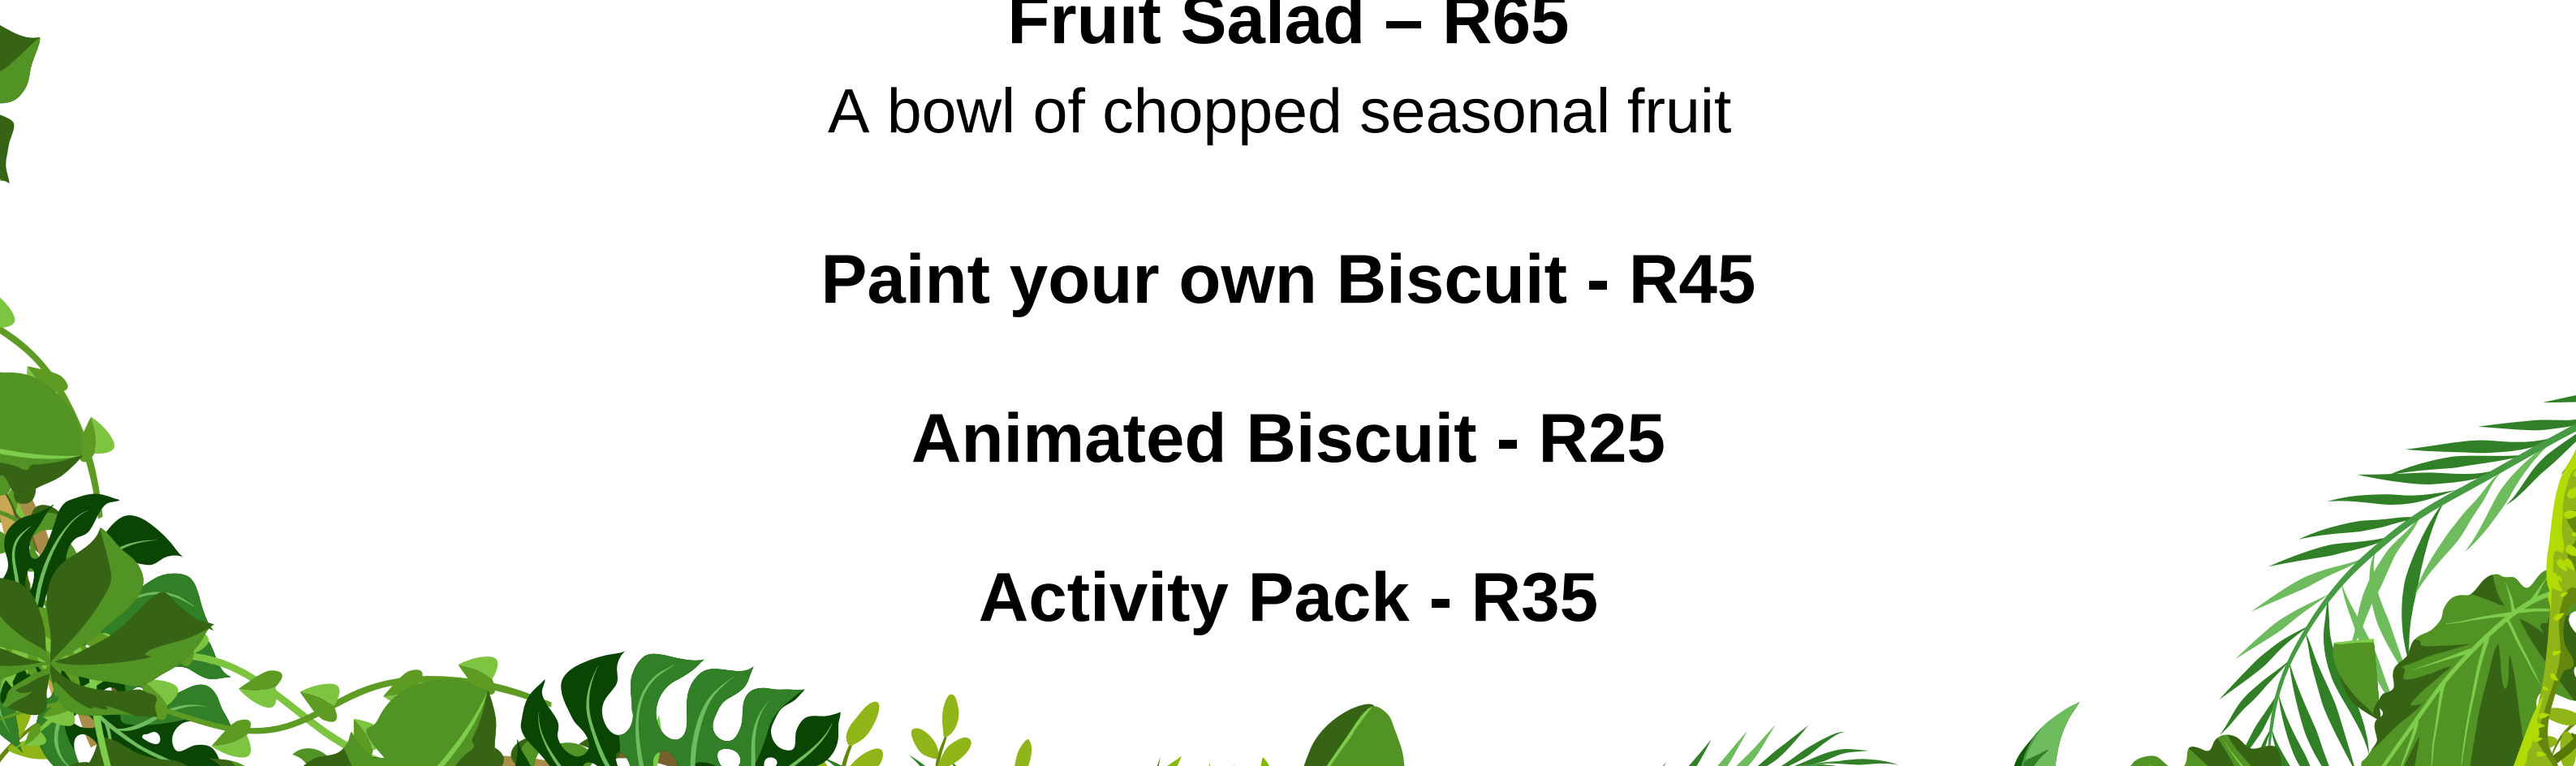 Fruit Salad – R65
A bowl of chopped seasonal fruit
Paint your own Biscuit - R45
Animated Biscuit - R25
Activity Pack - R35